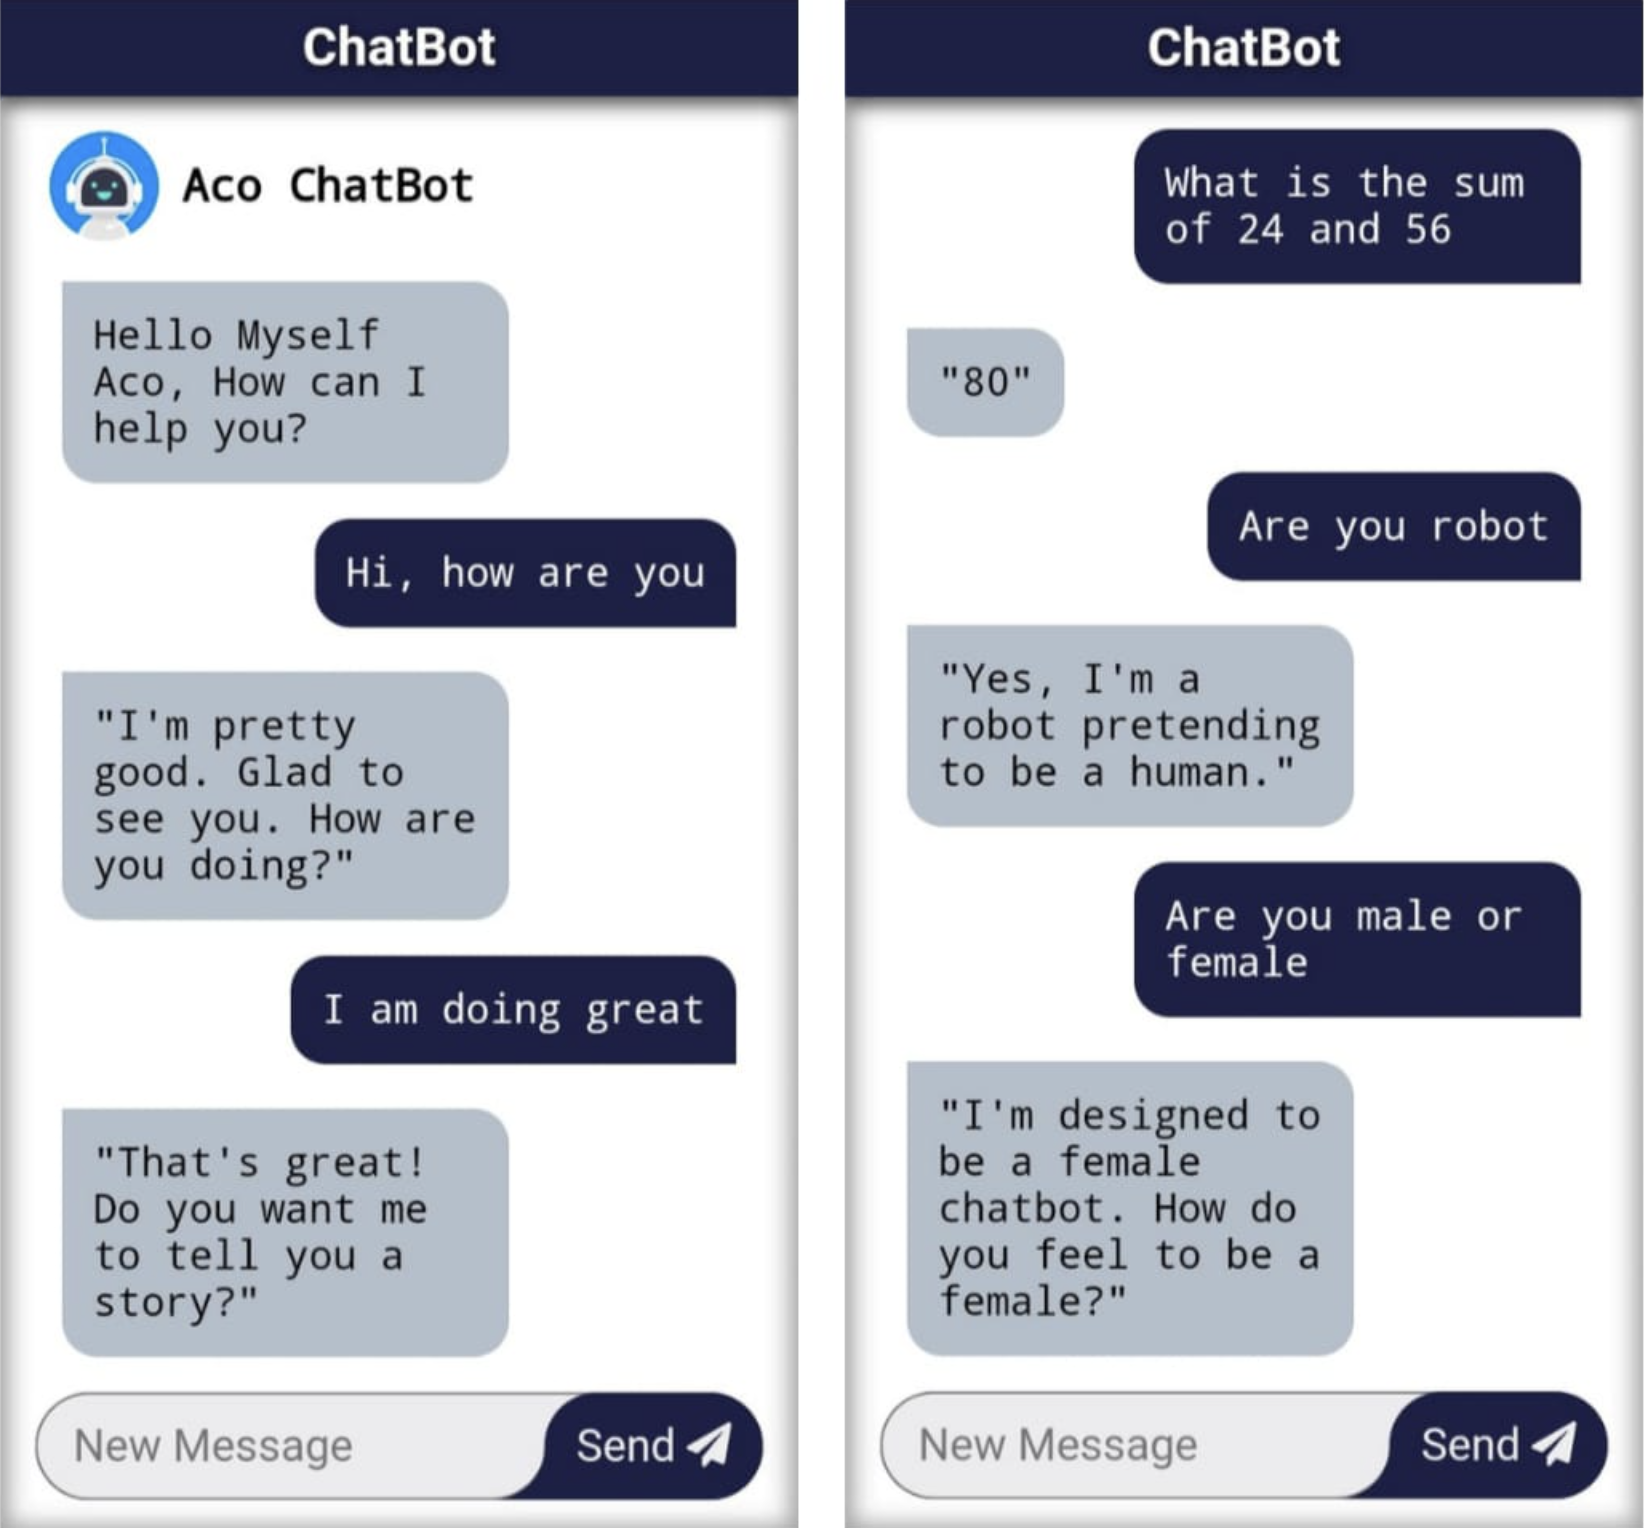 ChatBot
Aco ChatBot
Hello Myself
Aco, How can I
help you?
Hi, how are you
"I'm pretty
good. Glad to
see you. How are
you doing?"
I am doing great
"That's great!
Do you want me
to tell you a
story?"
New Message
Send
ChatBot
What is the sum
of 24 and 56
"80"
Are you robot
"Yes, I'm a
robot pretending
to be a human."
Are you male or
female
"I'm designed to
be a female
chatbot. How do
you feel to be a
female?"
New Message
Send